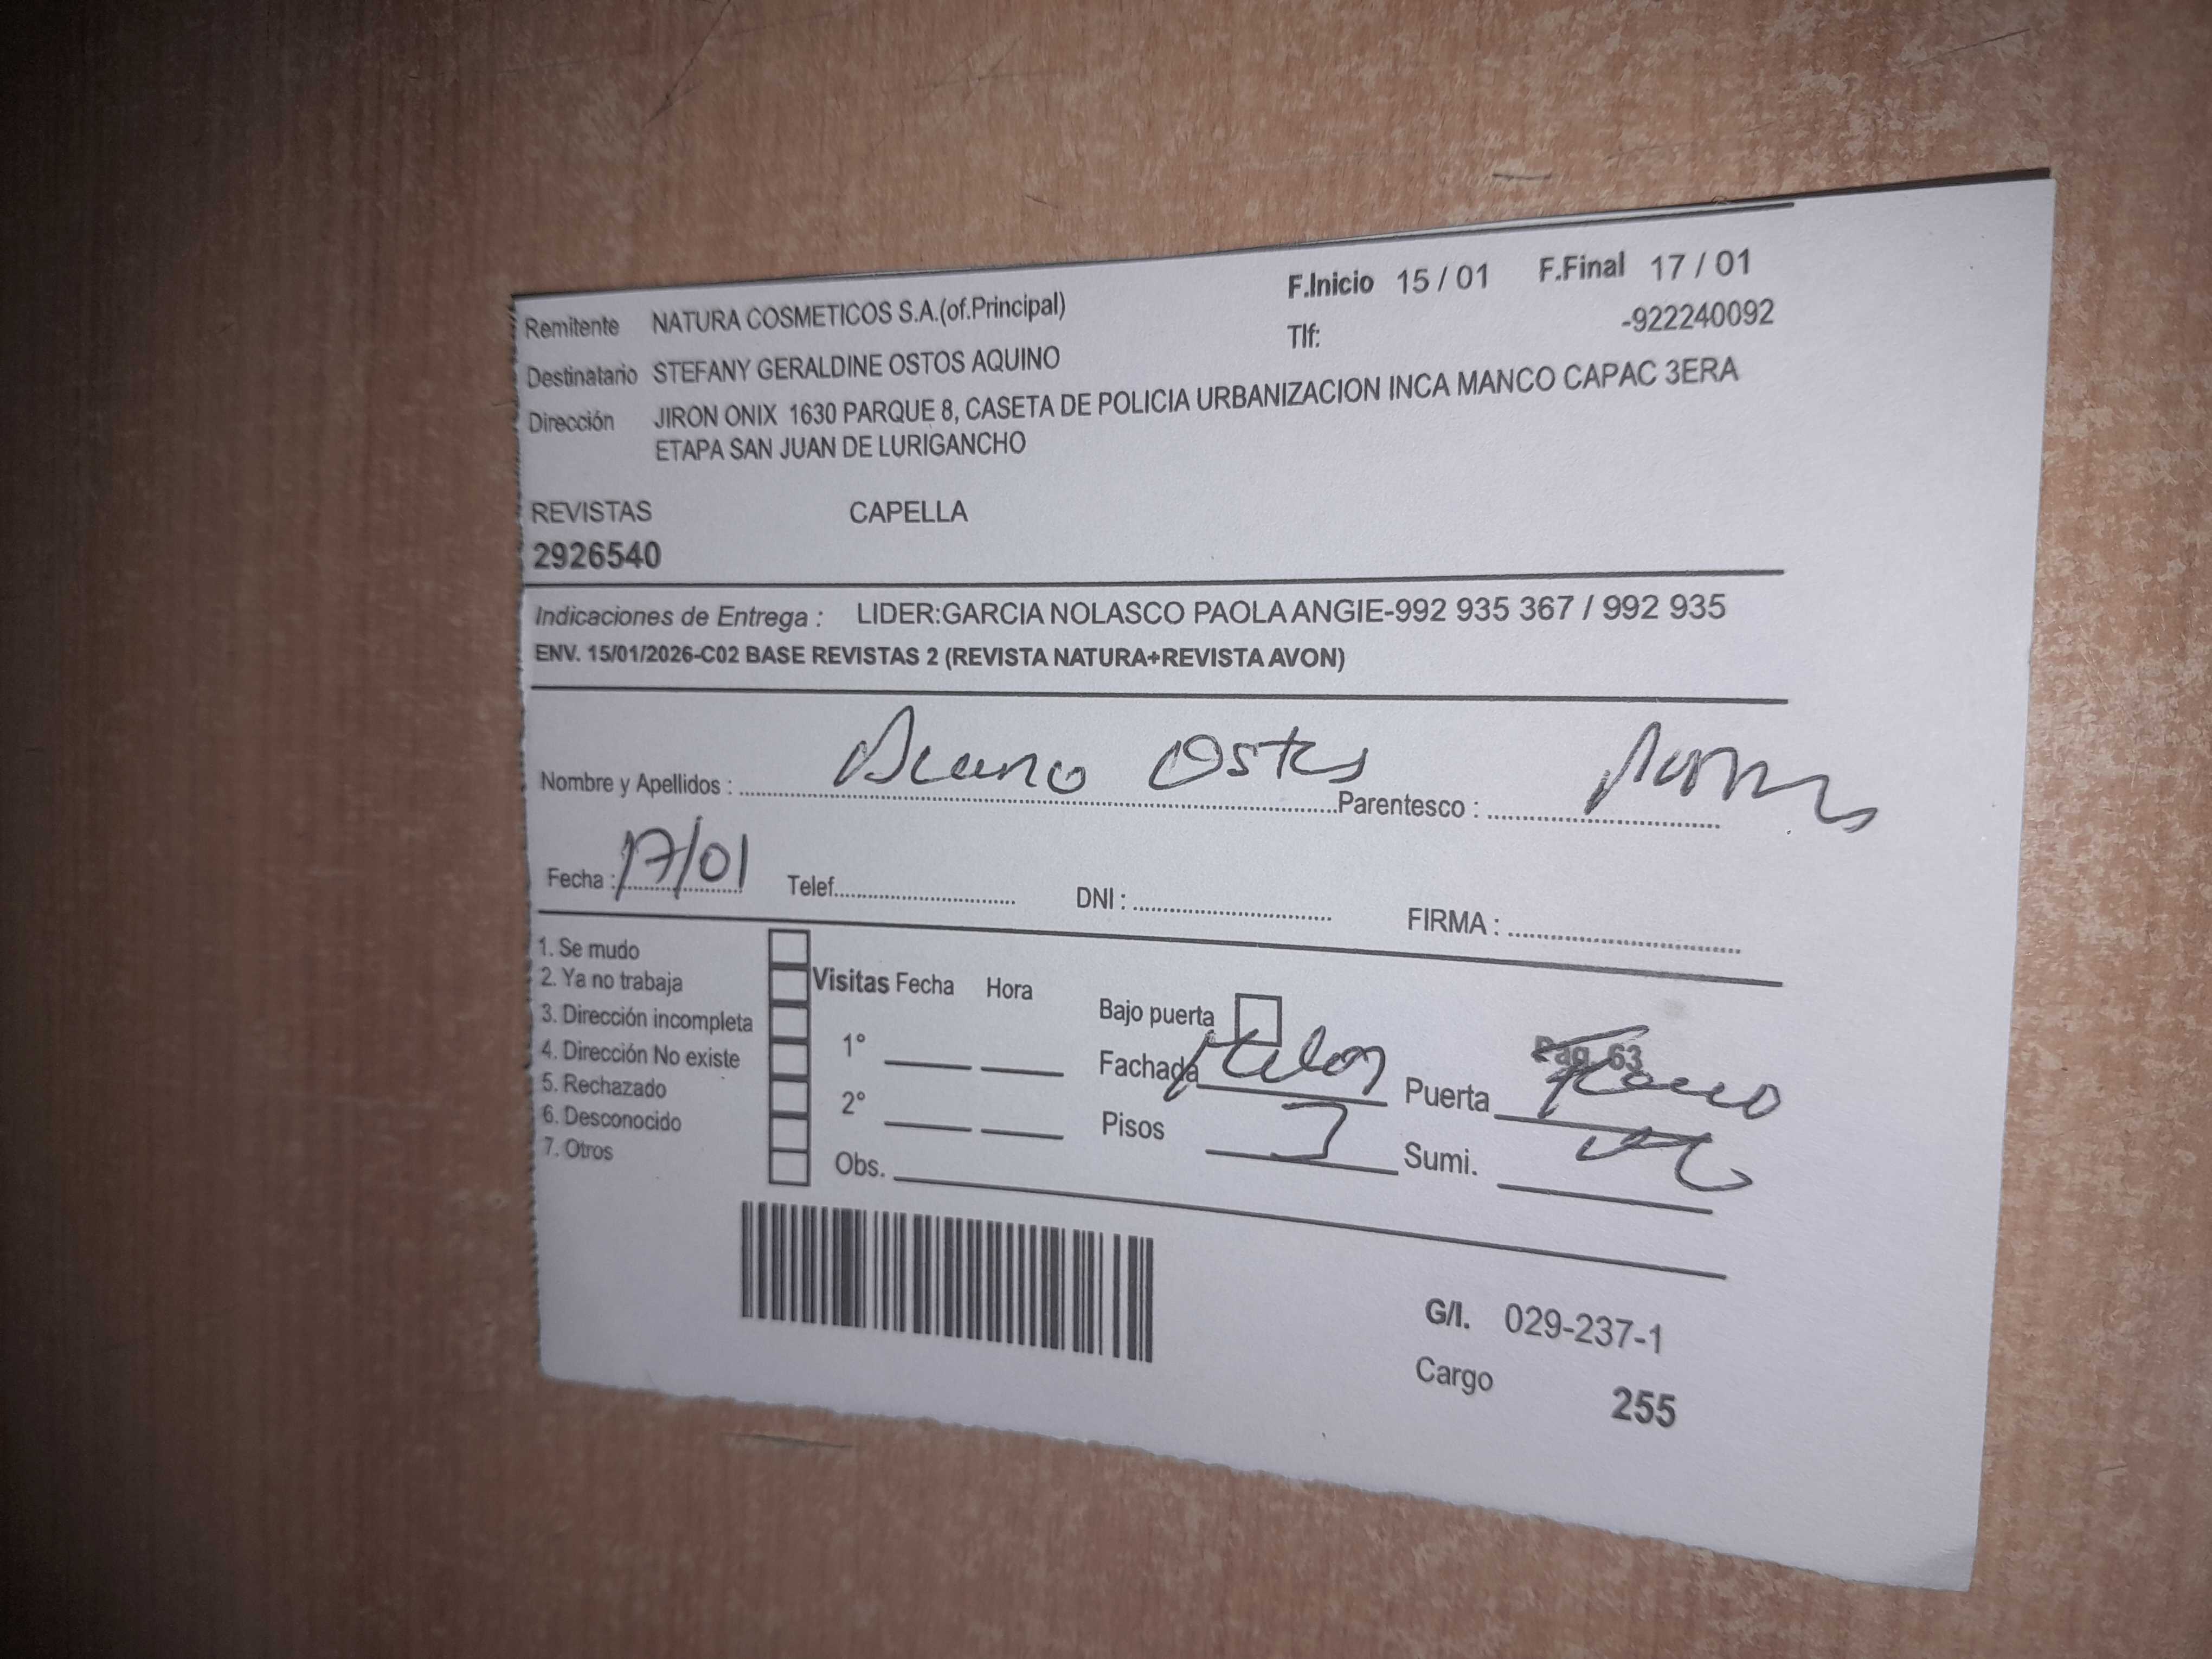 F.Inicio 15 / 01 F.Final 17 / 01
Remitente NATURA COSMETICOS S.A.(of.Principal)
Tlf: -922240092
Destinatario STEFANY GERALDINE OSTOS AQUINO
Dirección JIRON ONIX 1630 PARQUE 8, CASETA DE POLICIA URBANIZACION INCA MANCO CAPAC 3ERA
ETAPA SAN JUAN DE LURIGANCHO
REVISTAS CAPELLA
2926540
Indicaciones de Entrega : LIDER:GARCIA NOLASCO PAOLA ANGIE-992 935 367 / 992 935
ENV. 15/01/2026-C02 BASE REVISTAS 2 (REVISTA NATURA+REVISTA AVON)
Nombre y Apellidos : Ostos Parentesco :
Fecha : 17/01 Telef. DNI : FIRMA :
1. Se mudo
2. Ya no trabaja
3. Dirección incompleta
4. Dirección No existe
5. Rechazado
6. Desconocido
7. Otros
Visitas Fecha Hora
1°
2°
Obs.
Bajo puerta
Pag. 63
Fachada Puerta
Pisos Sumi.
G/I. 029-237-1
Cargo 255